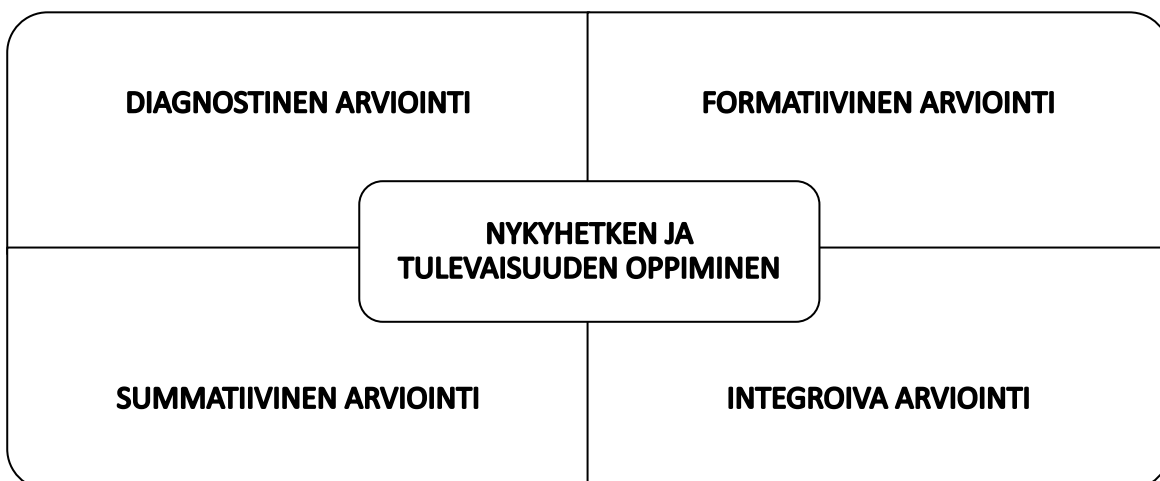 DIAGNOSTINEN ARVIOINTI
FORMATIIVINEN ARVIOINTI
NYKYHETKEN JA
TULEVAISUUDEN OPPIMINEN
SUMMATIIVINEN ARVIOINTI
INTEGROIVA ARVIOINTI